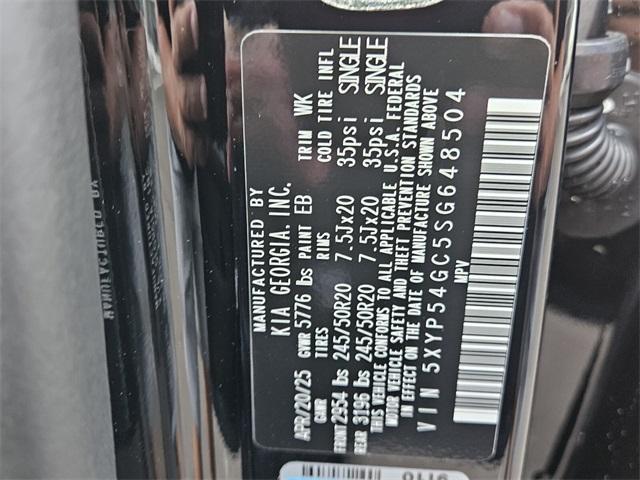 MANUFACTURED BY
KIA GEORGIA, INC.
APR/20/25 GVWR 5776 lbs PAINT EB TRIM WK
GAWR TIRES RIMS COLD TIRE INFL
FRONT 2954 lbs 245/50R20 7.5Jx20 35psi SINGLE
REAR 3196 lbs 245/50R20 7.5Jx20 35psi SINGLE
THIS VEHICLE CONFORMS TO ALL APPLICABLE U.S.A. FEDERAL
MOTOR VEHICLE SAFETY AND THEFT PREVENTION STANDARDS
IN EFFECT ON THE DATE OF MANUFACTURE SHOWN ABOVE
VIN 5XYP54GC5SG648504
MPV